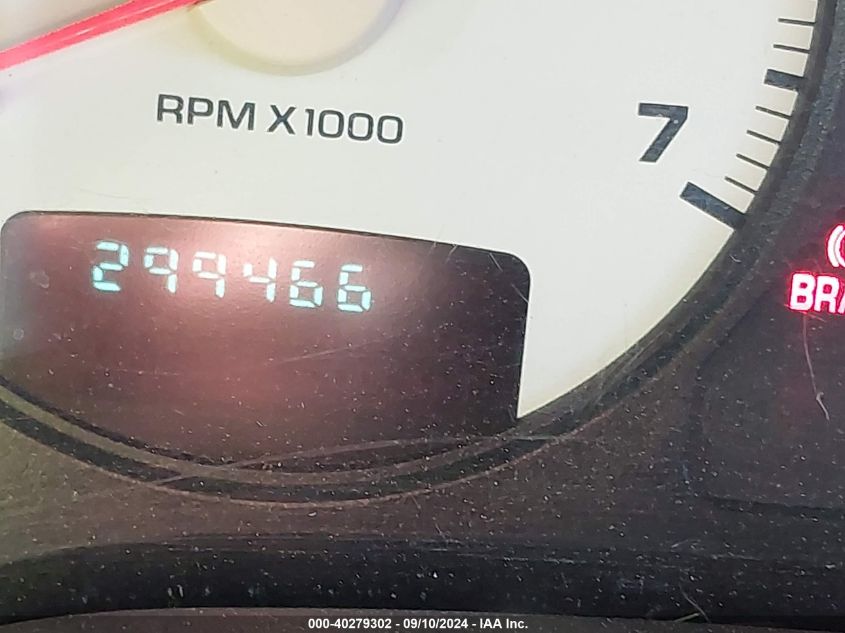 RPM X1000
7
299466
BRA
000-40279302 - 09/10/2024 - IAA Inc.